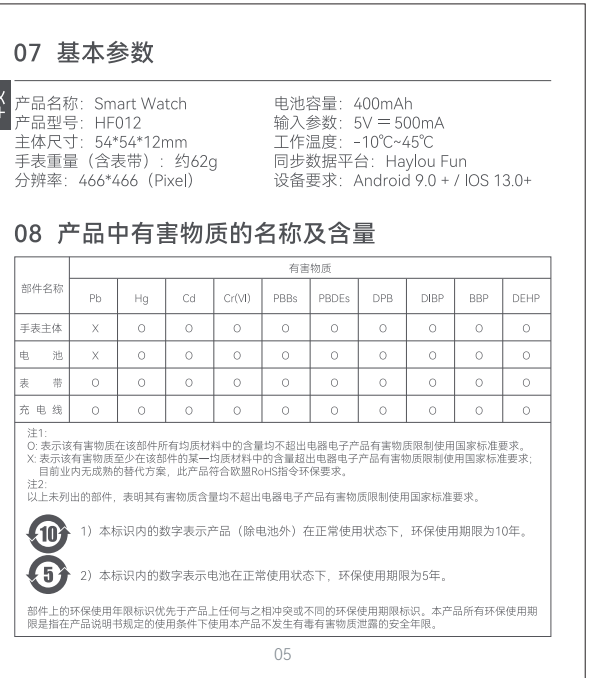 07 基本参数
产品名称：Smart Watch
产品型号：HF012
主体尺寸：54*54*12mm
手表重量（含表带）：约62g
分辨率：466*466（Pixel）
电池容量：400mAh
输入参数：5V ⎓ 500mA
工作温度：-10℃~45℃
同步数据平台：Haylou Fun
设备要求：Android 9.0 + / IOS 13.0+
08 产品中有害物质的名称及含量
部件名称 有害物质
Pb Hg Cd Cr(VI) PBBs PBDEs DPB DIBP BBP DEHP
手表主体 X O O O O O O O O O
电 池 X O O O O O O O O O
表 带 O O O O O O O O O O
充 电 线 O O O O O O O O O O
注1:
O: 表示该有害物质在该部件所有均质材料中的含量均不超出电器电子产品有害物质限制使用国家标准要求。
X: 表示该有害物质至少在该部件的某一均质材料中的含量超出电器电子产品有害物质限制使用国家标准要求;
目前业内无成熟的替代方案，此产品符合欧盟RoHS指令环保要求。
注2:
以上未列出的部件，表明其有害物质含量均不超出电器电子产品有害物质限制使用国家标准要求。
10 1）本标识内的数字表示产品（除电池外）在正常使用状态下，环保使用期限为10年。
5 2）本标识内的数字表示电池在正常使用状态下，环保使用期限为5年。
部件上的环保使用年限标识优先于产品上任何与之相冲突或不同的环保使用期限标识。本产品所有环保使用期
限是指在产品说明书规定的使用条件下使用本产品不发生有毒有害物质泄露的安全年限。
05